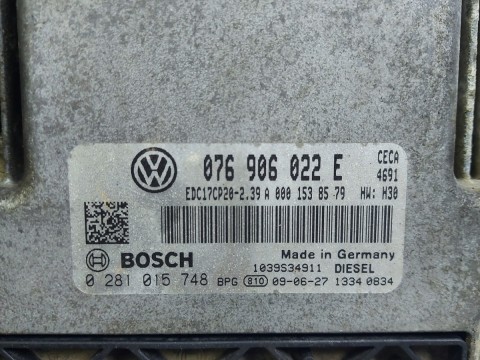 076 906 022 E CECA
4691
EDC17CP20-2.39 A 000 153 85 79 HW: H30
BOSCH
Made in Germany
1039S34911 DIESEL
0 281 015 748 BPG 810 09-06-27 1334 0834